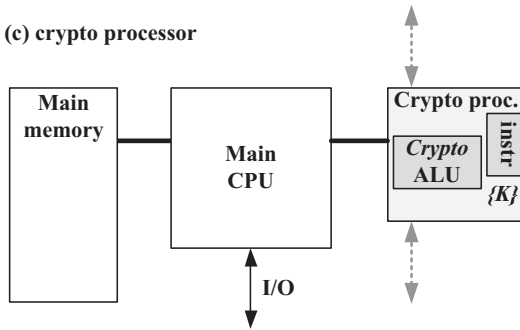 (c) crypto processor
Main
memory
Main
CPU
Crypto proc.
Crypto
ALU
instr
{K}
I/O